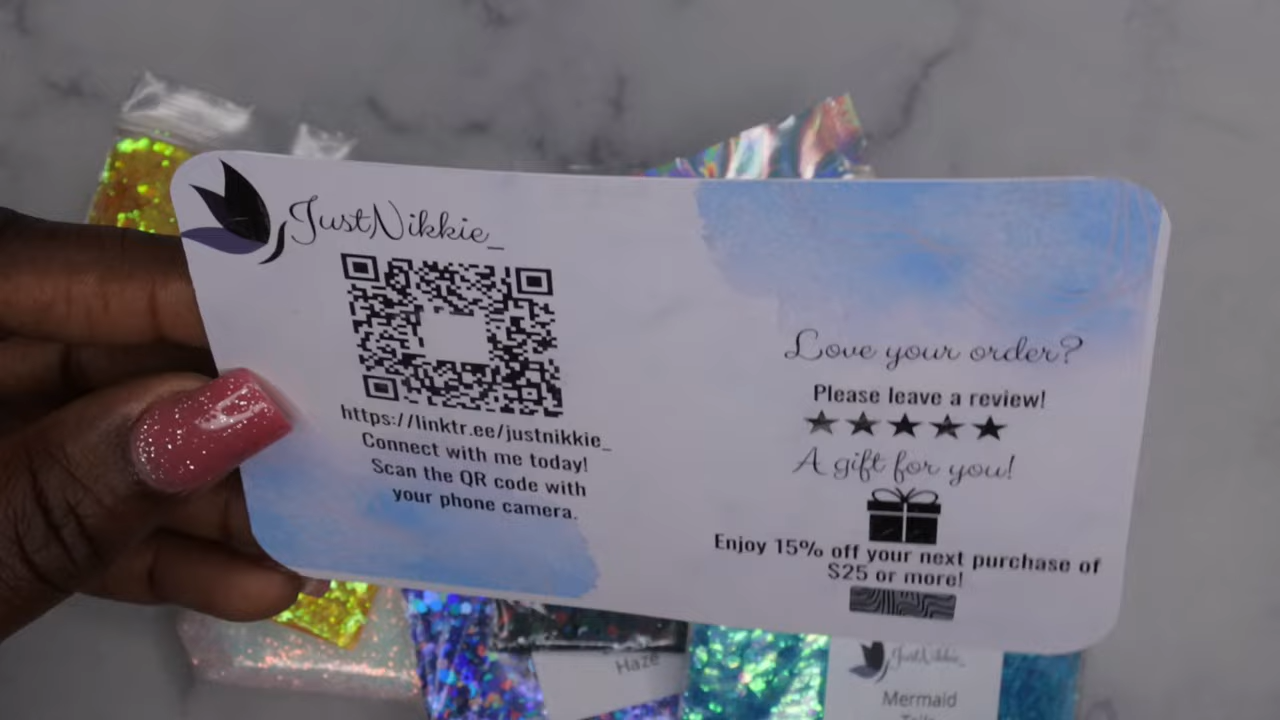 JustNikkie_
https://linktr.ee/justnikkie_
Connect with me today!
Scan the QR code with
your phone camera.
Love your order?
Please leave a review!
A gift for you!
Enjoy 15% off your next purchase of
$25 or more!
Haze
JustNikkie_
Mermaid
Tails